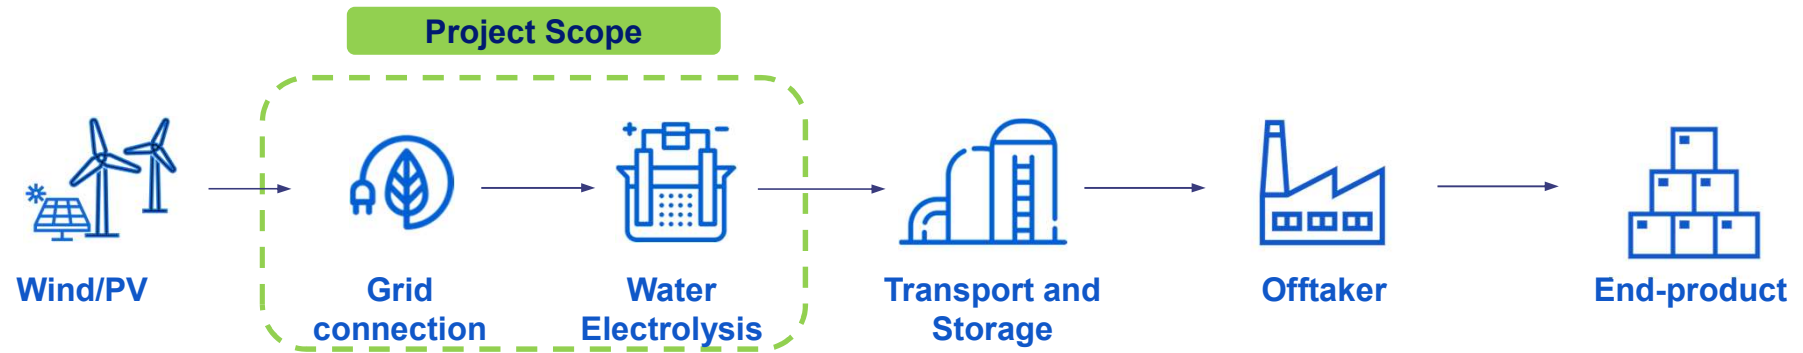 Project Scope
Wind/PV
Grid
connection
Water
Electrolysis
Transport and
Storage
Offtaker
End-product